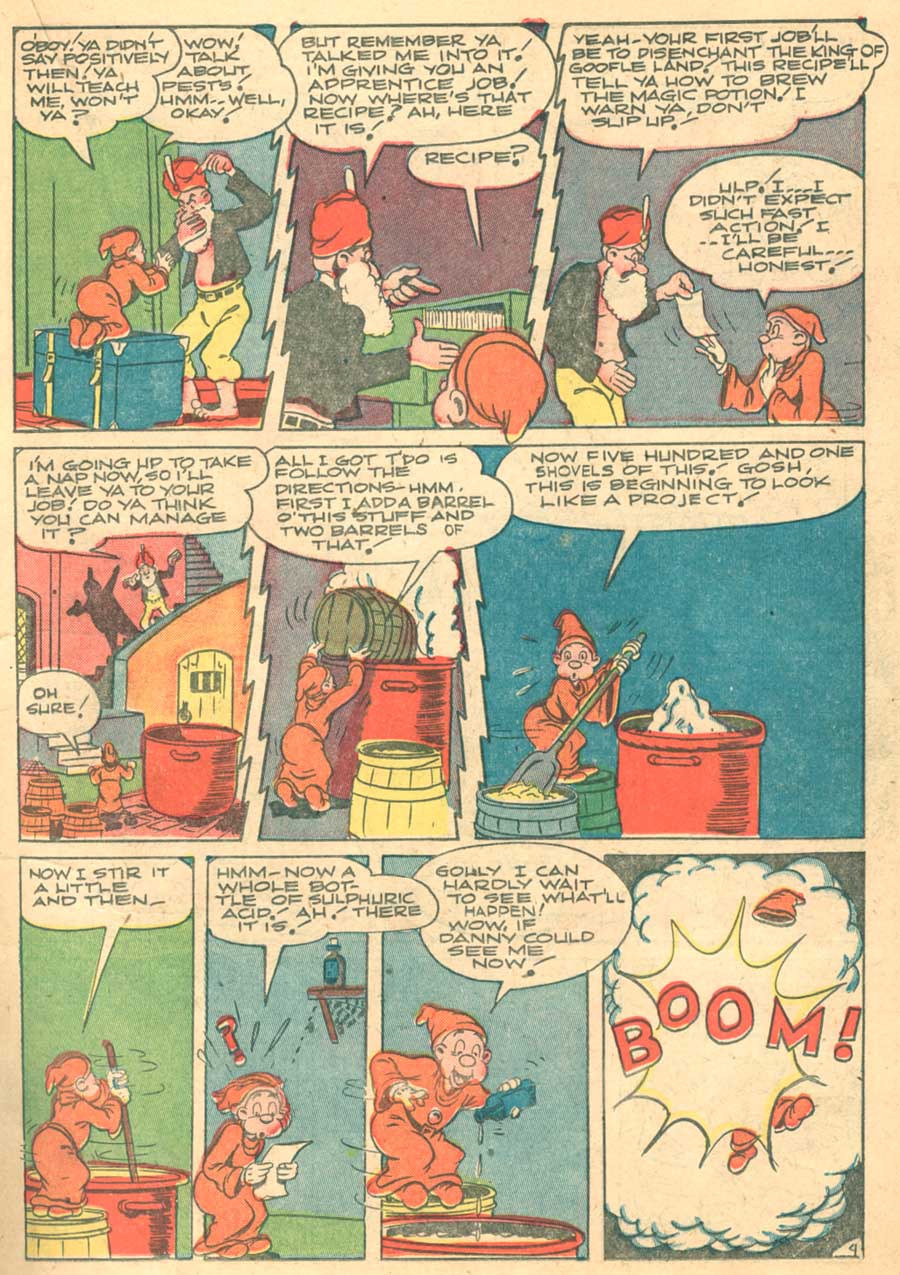 O'BOY! YA DIDN'T
SAY POSITIVELY
THEN! YA
WILL TEACH
ME, WON'T
YA?
WOW!
TALK
ABOUT
PESTS!
HMM-- WELL,
OKAY!
BUT REMEMBER YA
TALKED ME INTO IT!
I'M GIVING YOU AN
APPRENTICE JOB!
NOW WHERE'S THAT
RECIPE? AH, HERE
IT IS!
RECIPE?
YEAH-YOUR FIRST JOB'LL
BE TO DISENCHANT THE KING OF
GOOFLE LAND! THIS RECIPE'LL
TELL YA HOW TO BREW
THE MAGIC POTION! I
WARN YA, DON'T
SLIP UP!
ULP! I---I
DIDN'T EXPECT
SUCH FAST
ACTION! I
--I'LL BE
CAREFUL---
HONEST!
I'M GOING UP TO TAKE
A NAP NOW, SO I'LL
LEAVE YA TO YOUR
JOB! DO YA THINK
YOU CAN MANAGE
IT?
OH
SURE!
ALL I GOT T'DO IS
FOLLOW THE
DIRECTIONS-HMM.
FIRST I ADD A BARREL
O' THIS STUFF AND
TWO BARRELS OF
THAT!
NOW FIVE HUNDRED AND ONE
SHOVELS OF THIS! GOSH,
THIS IS BEGINNING TO LOOK
LIKE A PROJECT!
NOW I STIR IT
A LITTLE
AND THEN-
HMM-NOW A
WHOLE BOT-
TLE OF SULPHURIC
ACID! AH! THERE
IT IS!
?!
GOLLY I CAN
HARDLY WAIT
TO SEE WHAT'LL
HAPPEN!
WOW, IF
DANNY COULD
SEE ME
NOW!
BOOM!
4